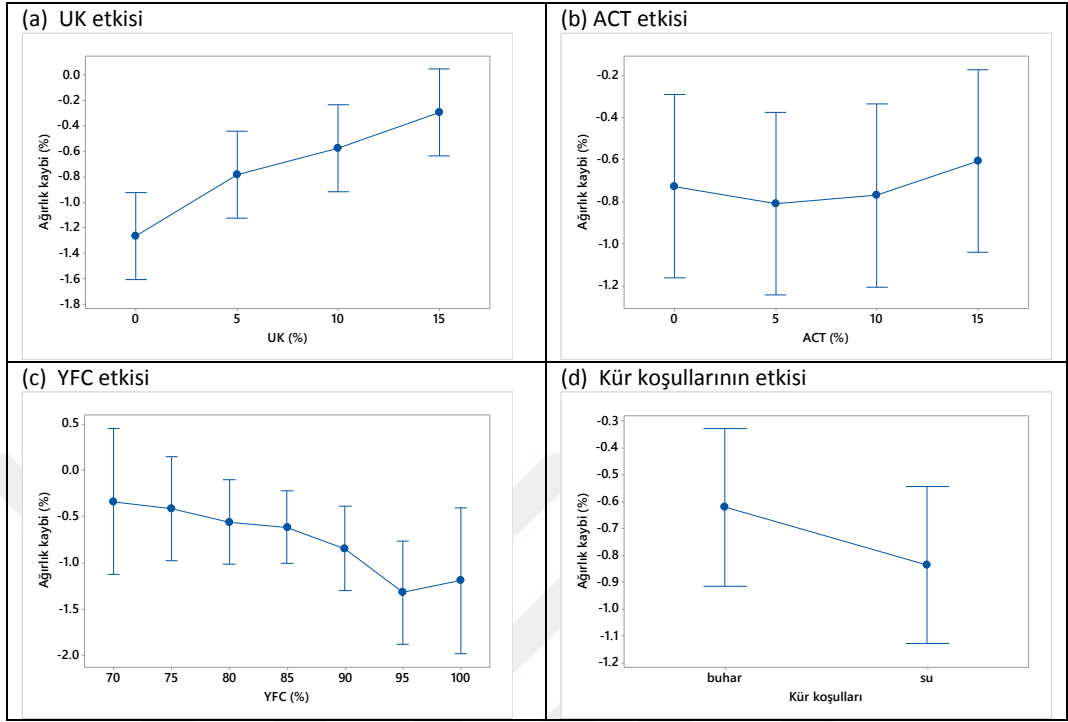 (a) UK etkisi
Ağırlık kaybi (%)
0.0
-0.2
-0.4
-0.6
-0.8
-1.0
-1.2
-1.4
-1.6
-1.8
0 5 10 15
UK (%)
(b) ACT etkisi
Ağırlık kaybi (%)
-0.2
-0.4
-0.6
-0.8
-1.0
-1.2
0 5 10 15
ACT (%)
(c) YFC etkisi
Ağırlık kaybi (%)
0.5
0.0
-0.5
-1.0
-1.5
-2.0
70 75 80 85 90 95 100
YFC (%)
(d) Kür koşullarının etkisi
Ağırlık kaybi (%)
-0.3
-0.4
-0.5
-0.6
-0.7
-0.8
-0.9
-1.0
-1.1
-1.2
buhar su
Kür koşulları